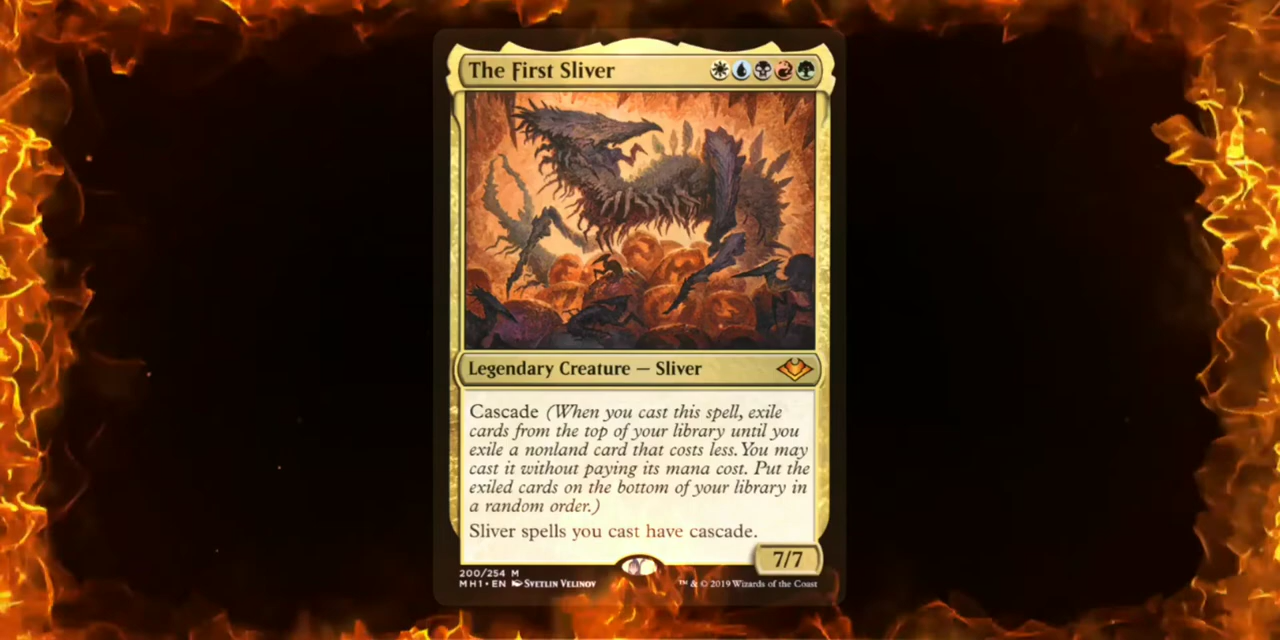 The First Sliver
Legendary Creature — Sliver
Cascade (When you cast this spell, exile
cards from the top of your library until you
exile a nonland card that costs less. You may
cast it without paying its mana cost. Put the
exiled cards on the bottom of your library in
a random order.)
Sliver spells you cast have cascade.
7/7
200/254 M
MH1 • EN Svetlin Velinov
™ & © 2019 Wizards of the Coast